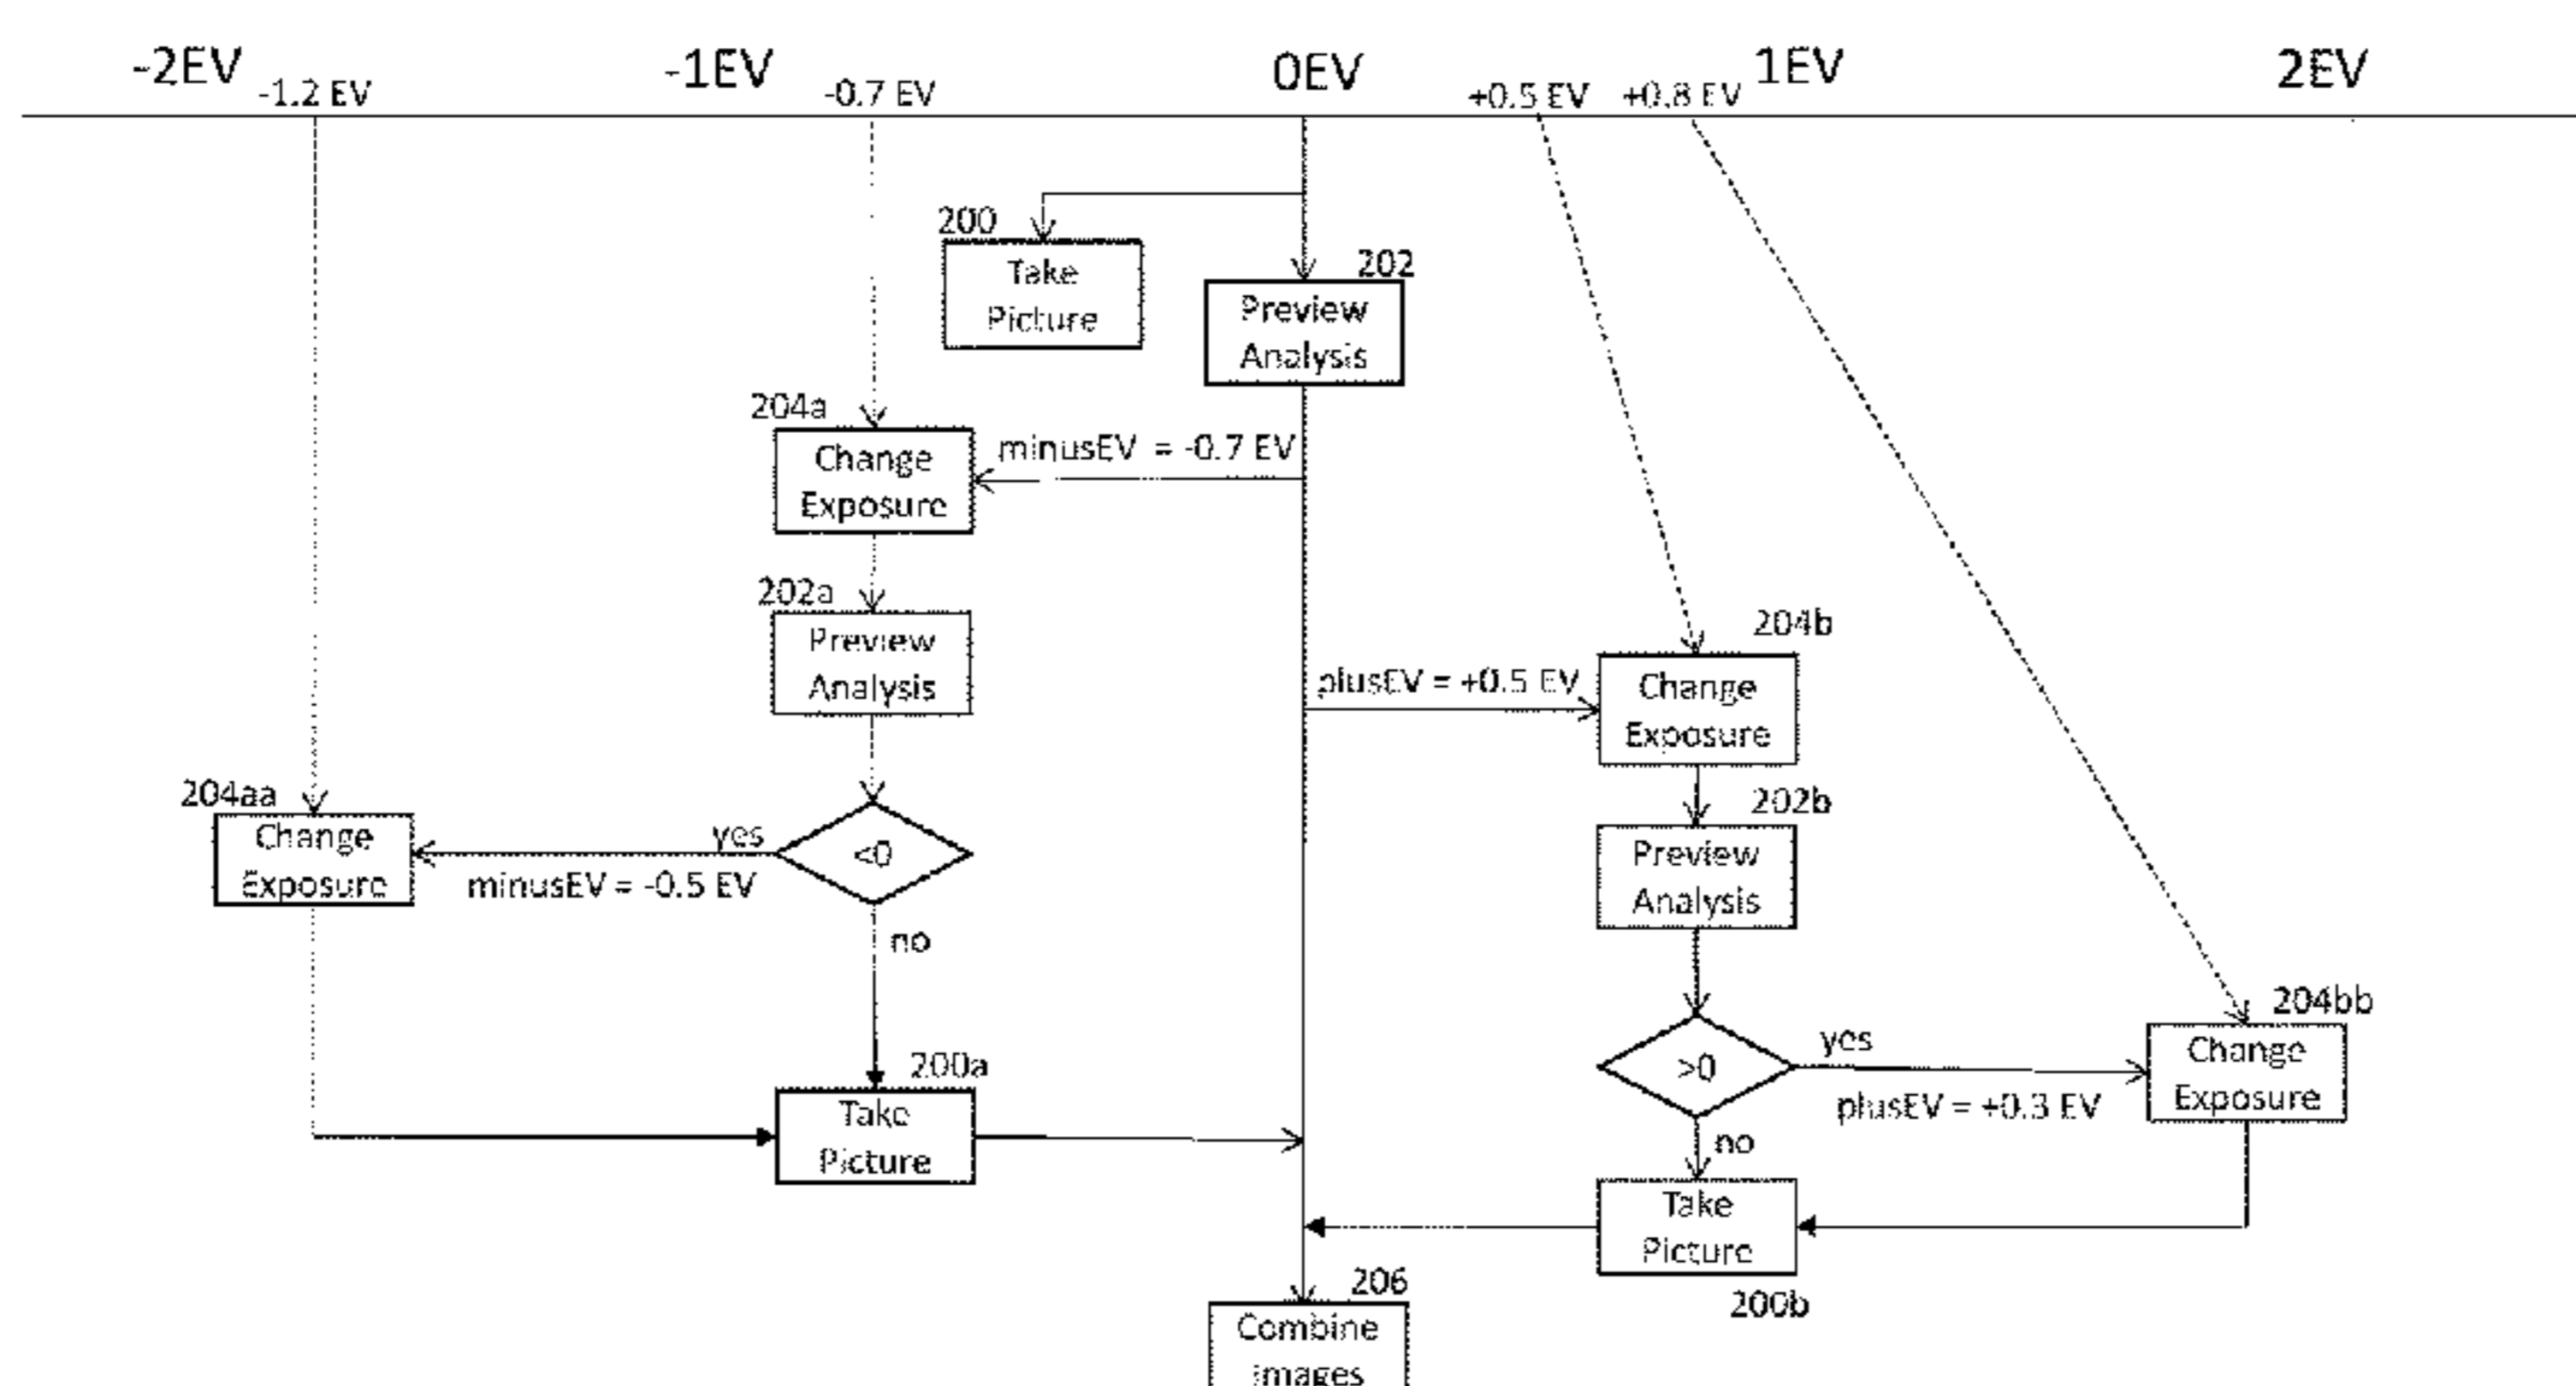 -2EV
-1.2 EV
-1EV
-0.7 EV
0EV
+0.5 EV
+0.8 EV
1EV
2EV
200
Take
Picture
202
Preview
Analysis
204a
Change
Exposure
minusEV = -0.7 EV
202a
Preview
Analysis
204b
plusEV = +0.5 EV
Change
Exposure
204aa
Change
Exposure
yes
<0
minusEV = -0.5 EV
no
202b
Preview
Analysis
204bb
yes
>0
plusEV = +0.3 EV
Change
Exposure
200a
Take
Picture
no
Take
Picture
200b
206
Combine
images